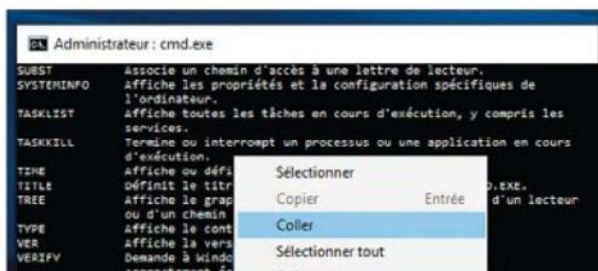 Administrateur : cmd.exe
SUBST Associe un chemin d'accès à une lettre de lecteur.
SYSTEMINFO Affiche les propriétés et la configuration spécifiques de
l'ordinateur.
TASKLIST Affiche toutes les tâches en cours d'exécution, y compris les
services.
TASKKILL Termine ou interrompt un processus ou une application en cours
d'exécution.
TIME Affiche ou défi
TITLE Définit le titr D.EXE.
TREE Affiche le grap d'un lecteur
ou d'un chemin
TYPE Affiche le cont
VER Affiche la vers
VERIFY Demande à Windo
Sélectionner
Copier Entrée
Coller
Sélectionner tout